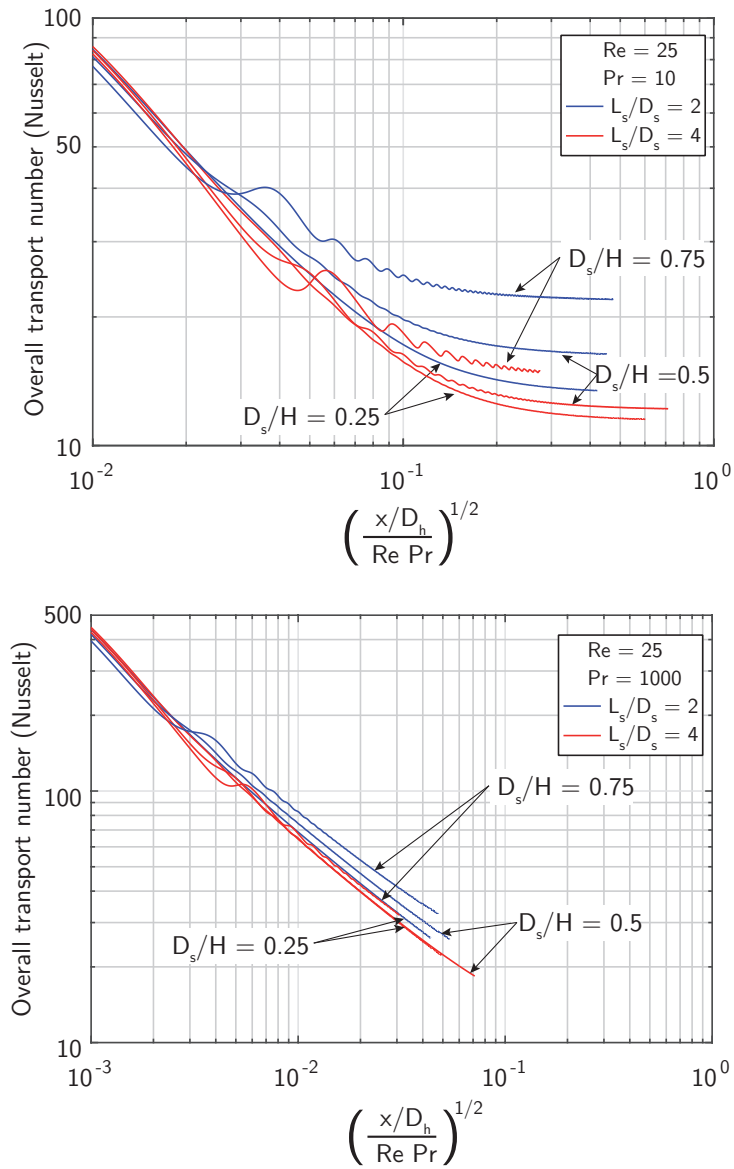 100
50
10
Overall transport number (Nusselt)
Re = 25
Pr = 10
L_s/D_s = 2
L_s/D_s = 4
D_s/H = 0.75
D_s/H =0.5
D_s/H = 0.25
10^-2
10^-1
10^0
(x/D_h / Re Pr)^1/2
500
100
10
Overall transport number (Nusselt)
Re = 25
Pr = 1000
L_s/D_s = 2
L_s/D_s = 4
D_s/H = 0.75
D_s/H = 0.25
D_s/H = 0.5
10^-3
10^-2
10^-1
10^0
(x/D_h / Re Pr)^1/2